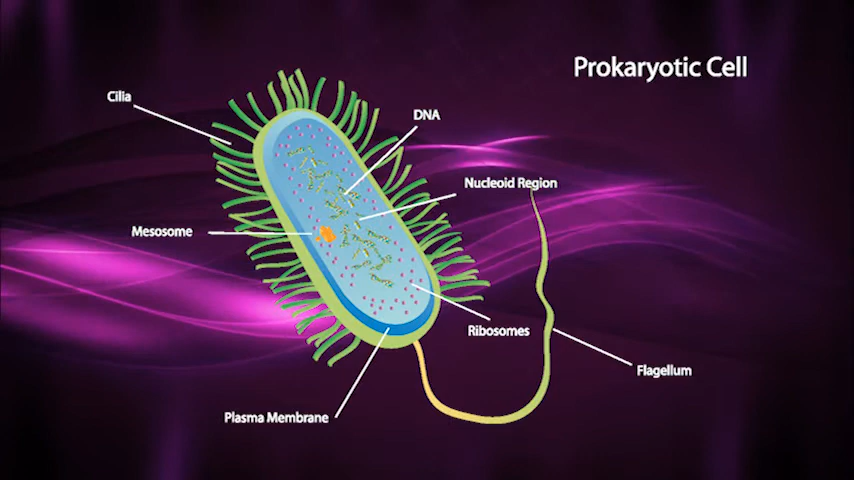 Prokaryotic Cell
Cilia
DNA
Nucleoid Region
Mesosome
Ribosomes
Flagellum
Plasma Membrane